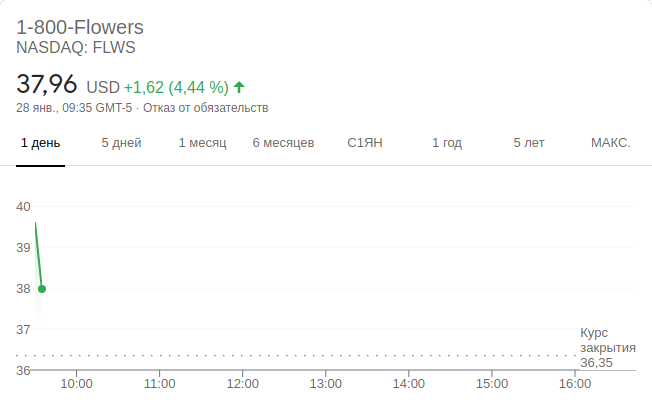 1-800-Flowers
NASDAQ: FLWS
37,96 USD +1,62 (4,44 %)
28 янв., 09:35 GMT-5 · Отказ от обязательств
1 день 5 дней 1 месяц 6 месяцев С1ЯН 1 год 5 лет МАКС.
40
39
38
37
Курс
закрытия
36,35
36
10:00 11:00 12:00 13:00 14:00 15:00 16:00